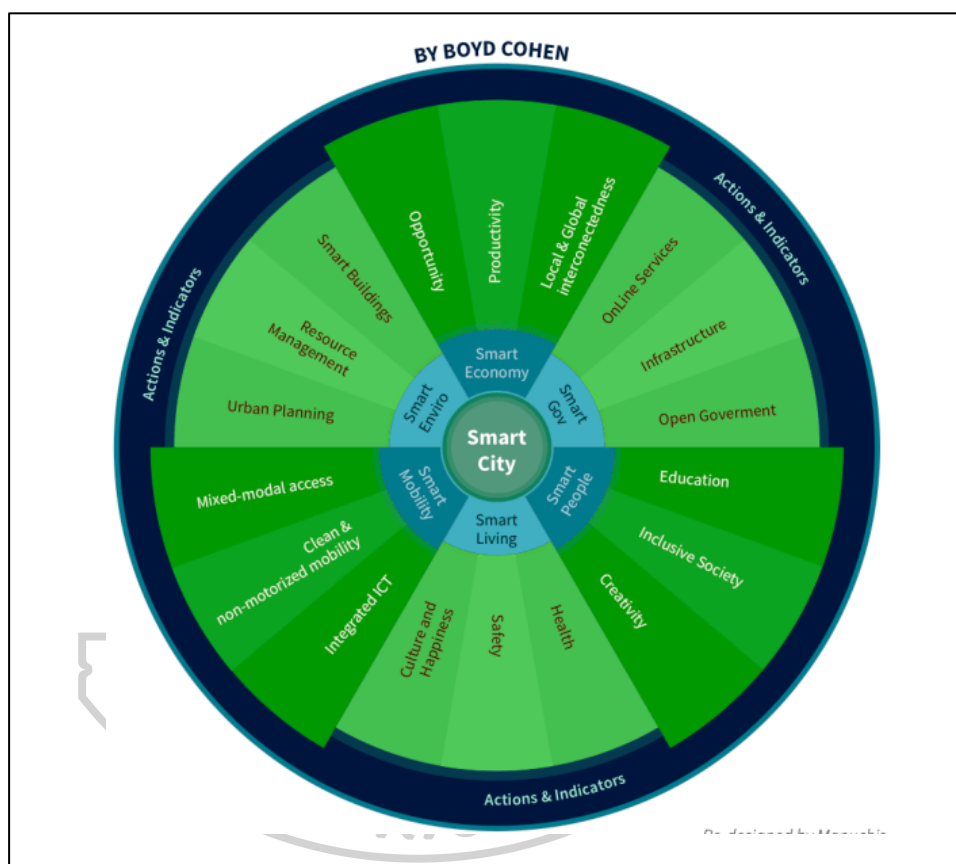 BY BOYD COHEN
Actions & Indicators
Actions & Indicators
Actions & Indicators
Opportunity
Productivity
Local & Global
interconectedness
OnLine Services
Infrastructure
Open Goverment
Education
Inclusive Society
Creativity
Health
Safety
Culture and
Happiness
Integrated ICT
Clean &
non-motorized mobility
Mixed-modal access
Urban Planning
Resource
Management
Smart Buildings
Smart
Economy
Smart
Gov
Smart
People
Smart
Living
Smart
Mobility
Smart
Enviro
Smart
City